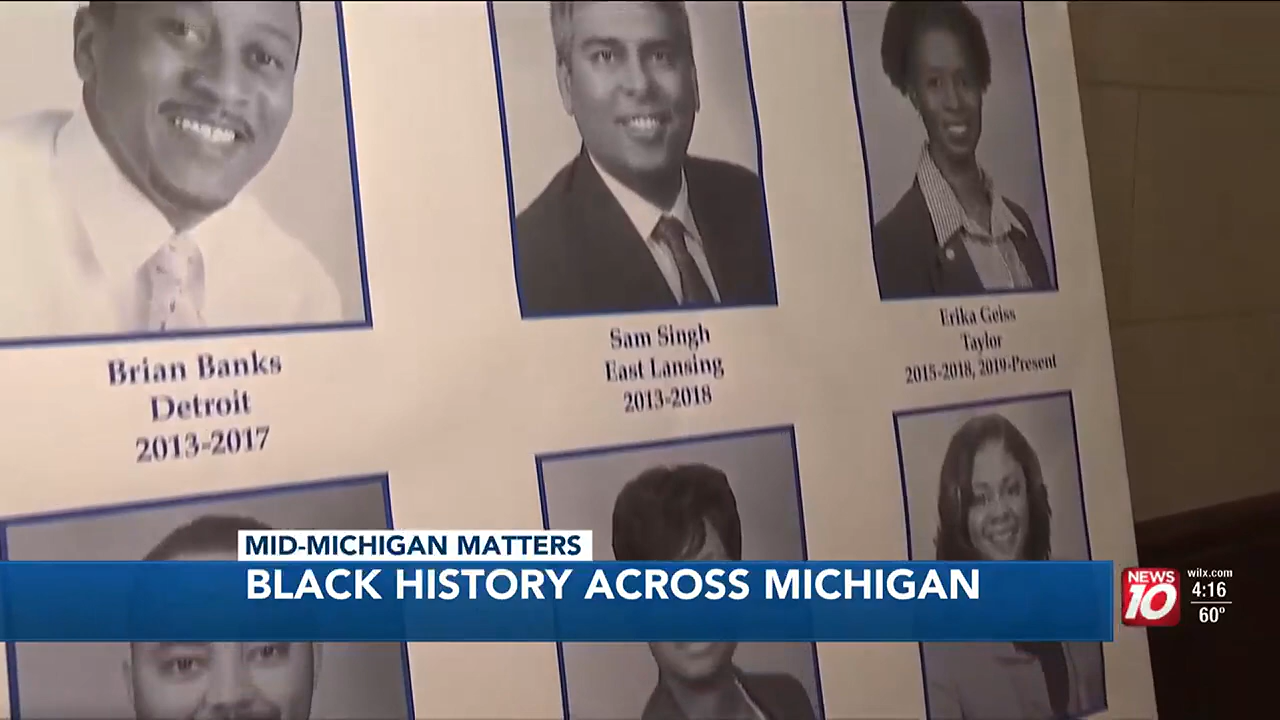 Brian Banks
Detroit
2013-2017
Sam Singh
East Lansing
2013-2018
Erika Geiss
Taylor
2015-2018, 2019-Present
MID-MICHIGAN MATTERS
BLACK HISTORY ACROSS MICHIGAN
NEWS
10
wilx.com
4:16
60°